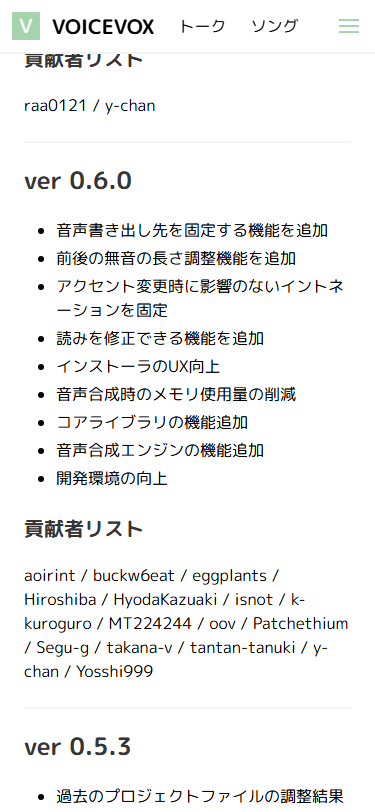 V VOICEVOX トーク ソング
貢献者リスト
raa0121 / y-chan
ver 0.6.0
音声書き出し先を固定する機能を追加
前後の無音の長さ調整機能を追加
アクセント変更時に影響のないイントネ
ーションを固定
読みを修正できる機能を追加
インストーラのUX向上
音声合成時のメモリ使用量の削減
コアライブラリの機能追加
音声合成エンジンの機能追加
開発環境の向上
貢献者リスト
aoirint / buckw6eat / eggplants /
Hiroshiba / HyodaKazuaki / isnot / k-
kuroguro / MT224244 / oov / Patchethium
/ Segu-g / takana-v / tantan-tanuki / y-
chan / Yosshi999
ver 0.5.3
過去のプロジェクトファイルの調整結果